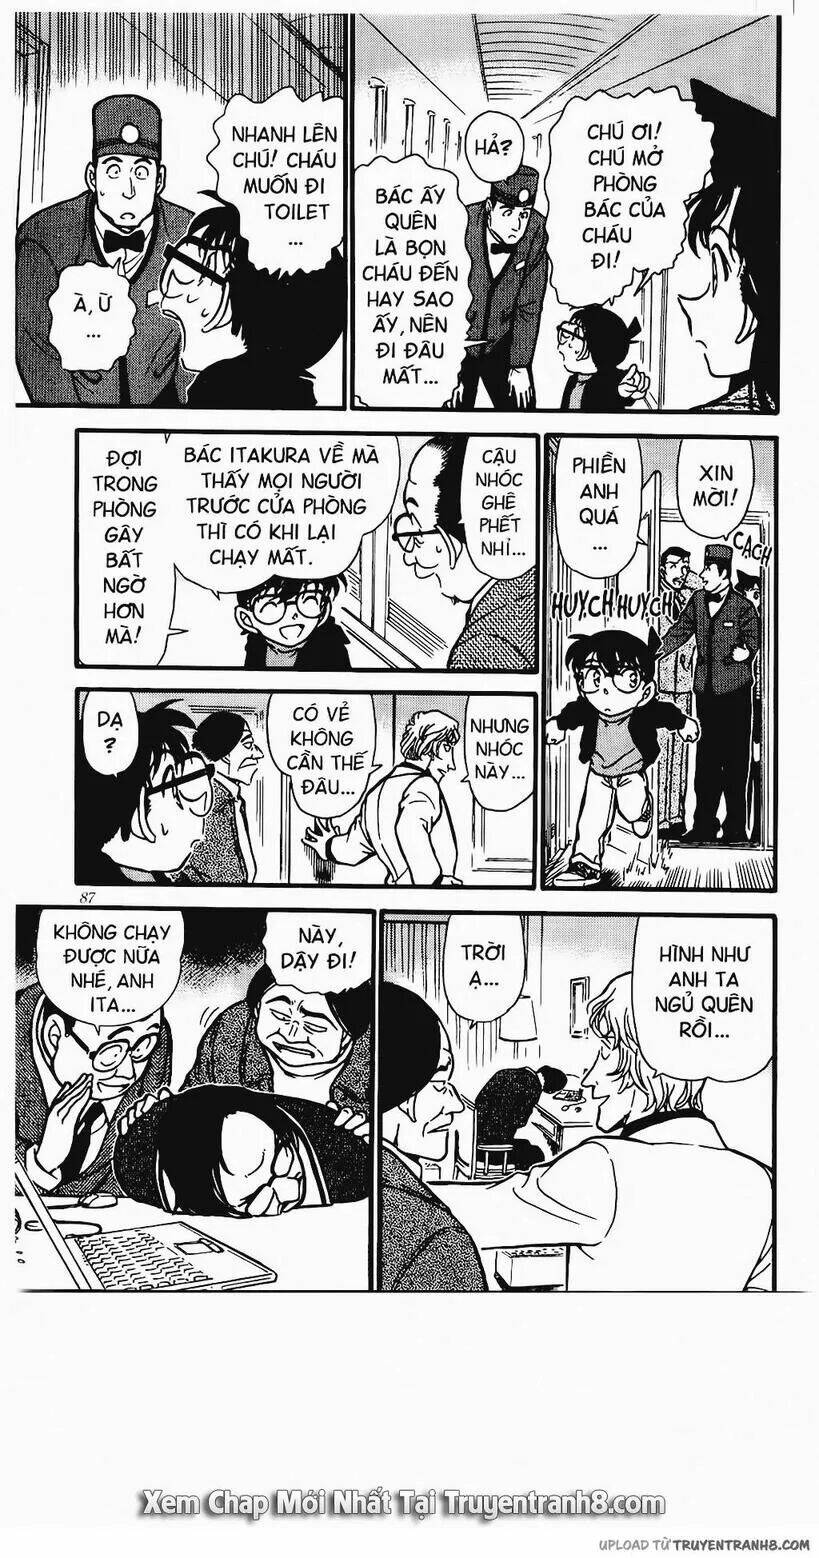 CHÚ ƠI!
CHÚ MỞ
PHÒNG
BÁC CỦA
CHÁU
ĐI!
HẢ?
BÁC ẤY
QUÊN
LÀ BỌN
CHÁU ĐẾN
HAY SAO
ẤY, NÊN
ĐI ĐÂU
MẤT...
NHANH LÊN
CHÚ! CHÁU
MUỐN ĐI
TOILET
...
À, Ừ
...
XIN
MỜI!
CẠCH
PHIỀN
ANH
QUÁ
...
HUỴCH HUỴCH
CẬU
NHÓC
GHÊ
PHẾT
NHỈ...
BÁC ITAKURA VỀ MÀ
THẤY MỌI NGƯỜI
TRƯỚC CỬA PHÒNG
THÌ CÓ KHI LẠI
CHẠY MẤT.
ĐỢI
TRONG
PHÒNG
GÂY
BẤT
NGỜ
HƠN
MÀ!
NHƯNG
NHÓC
NÀY...
CÓ VẺ
KHÔNG
CẦN THẾ
ĐÂU...
DẠ
?
87
HÌNH NHƯ
ANH TA
NGỦ QUÊN
RỒI...
TRỜI
Ạ...
NÀY,
DẬY ĐI!
KHÔNG CHẠY
ĐƯỢC NỮA
NHÉ, ANH
ITA...
Xem Chap Mới Nhất Tại Truyentranh8.com
UPLOAD TỪ TRUYENTRANH8.COM